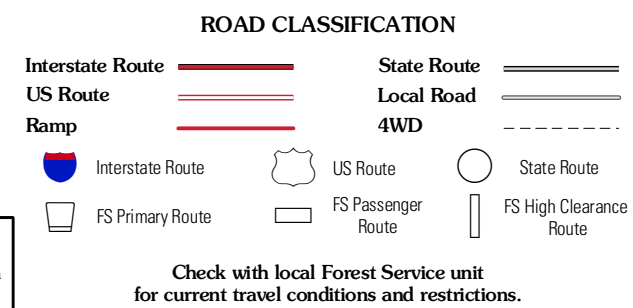 ROAD CLASSIFICATION
Interstate Route
State Route
US Route
Local Road
Ramp
4WD
Interstate Route
US Route
State Route
FS Primary Route
FS Passenger
Route
FS High Clearance
Route
Check with local Forest Service unit
for current travel conditions and restrictions.